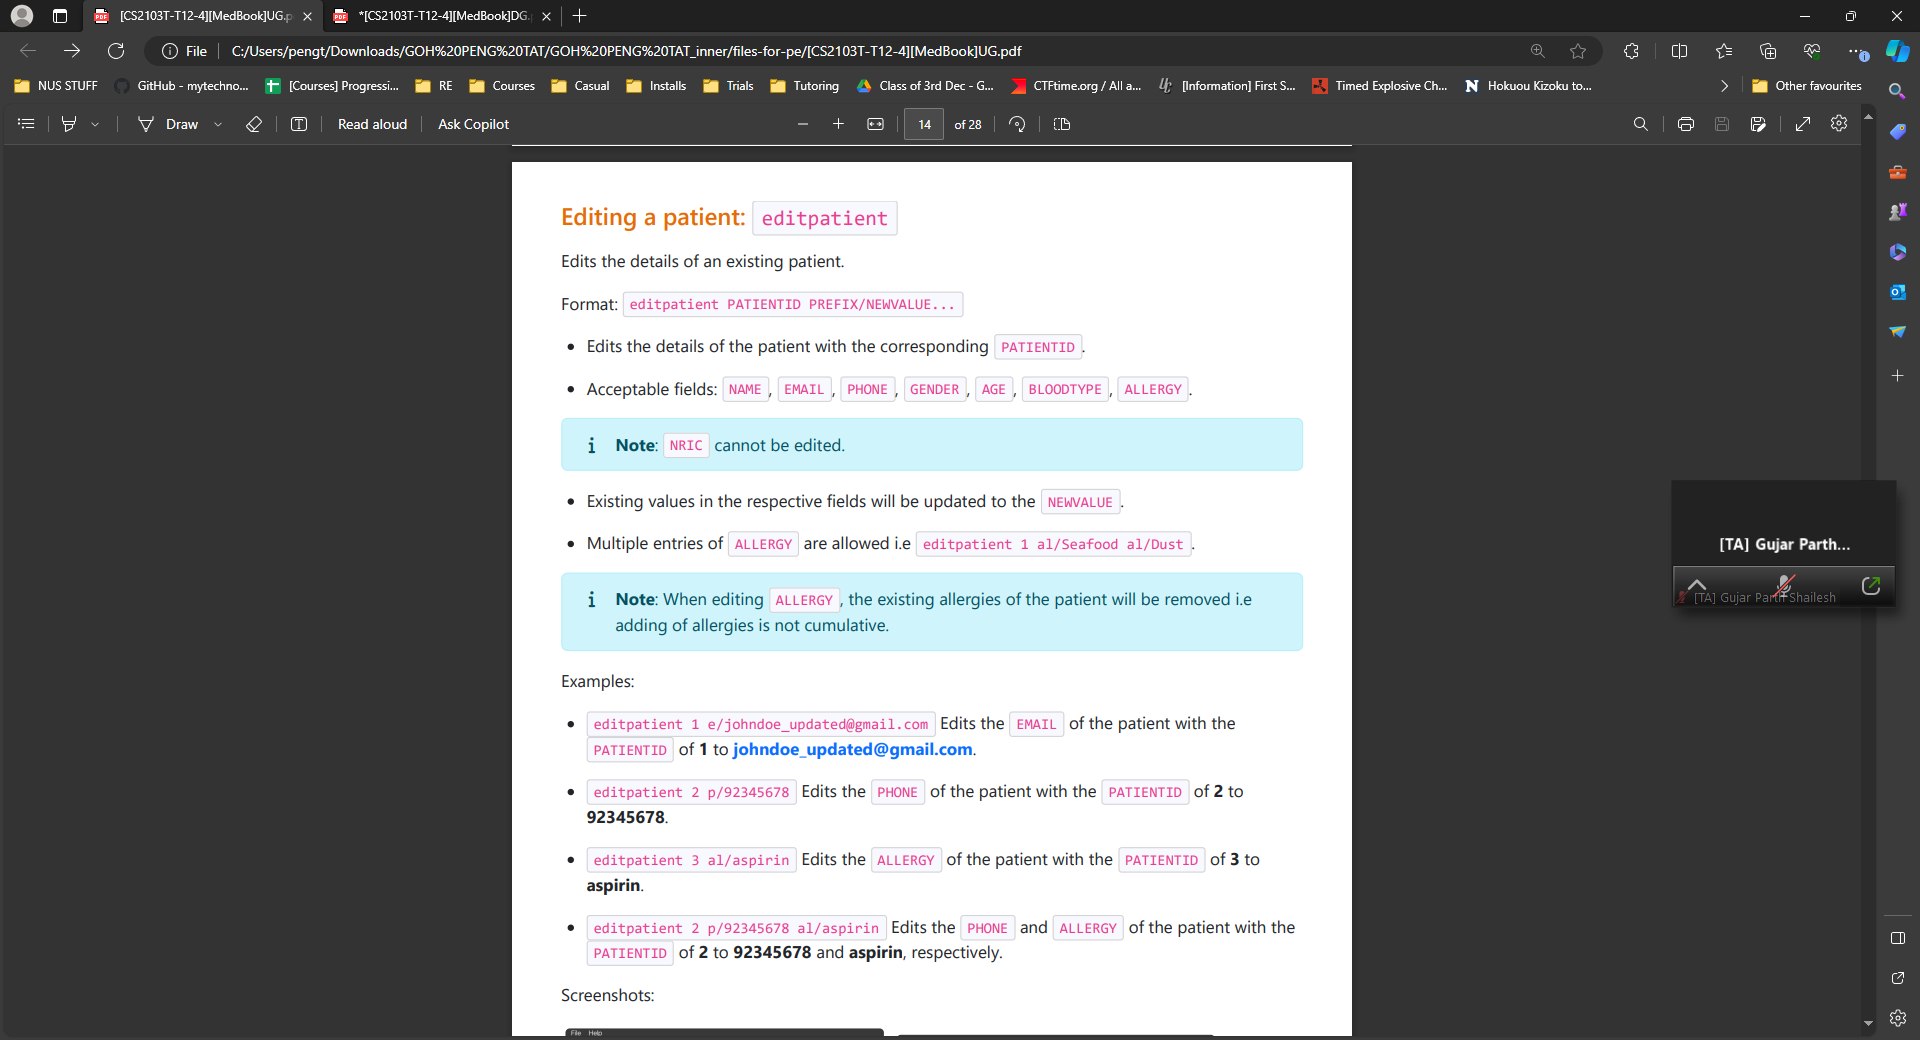 [CS2103T-T12-4][MedBook]UG.p
*[CS2103T-T12-4][MedBook]DG.
File
C:/Users/pengt/Downloads/GOH%20PENG%20TAT/GOH%20PENG%20TAT_inner/files-for-pe/[CS2103T-T12-4][MedBook]UG.pdf
NUS STUFF
GitHub - mytechno...
[Courses] Progressi...
RE
Courses
Casual
Installs
Trials
Tutoring
Class of 3rd Dec - G...
CTFtime.org / All a...
[Information] First S...
Timed Explosive Ch...
Hokuou Kizoku to...
Other favourites
Draw
Read aloud
Ask Copilot
14 of 28
Editing a patient: editpatient
Edits the details of an existing patient.
Format: editpatient PATIENTID PREFIX/NEWVALUE...
Edits the details of the patient with the corresponding PATIENTID.
Acceptable fields: NAME, EMAIL, PHONE, GENDER, AGE, BLOODTYPE, ALLERGY.
Note: NRIC cannot be edited.
Existing values in the respective fields will be updated to the NEWVALUE.
Multiple entries of ALLERGY are allowed i.e editpatient 1 al/Seafood al/Dust.
Note: When editing ALLERGY, the existing allergies of the patient will be removed i.e
adding of allergies is not cumulative.
Examples:
editpatient 1 e/johndoe_updated@gmail.com Edits the EMAIL of the patient with the
PATIENTID of 1 to johndoe_updated@gmail.com.
editpatient 2 p/92345678 Edits the PHONE of the patient with the PATIENTID of 2 to
92345678.
editpatient 3 al/aspirin Edits the ALLERGY of the patient with the PATIENTID of 3 to
aspirin.
editpatient 2 p/92345678 al/aspirin Edits the PHONE and ALLERGY of the patient with the
PATIENTID of 2 to 92345678 and aspirin, respectively.
Screenshots:
File Help
[TA] Gujar Parth...
[TA] Gujar Parth Shailesh